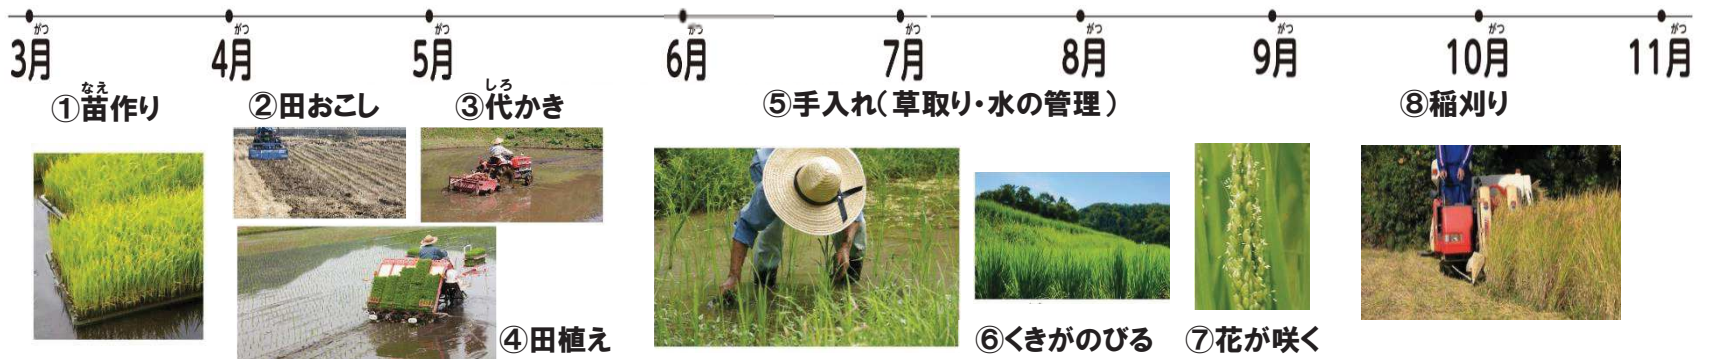 3月 4月 5月 6月 7月 8月 9月 10月 11月
がつ がつ がつ がつ がつ がつ がつ がつ がつ
①苗作り
なえ
②田おこし
③代かき
しろ
⑤手入れ(草取り・水の管理)
⑧稲刈り
④田植え
⑥くきがのびる
⑦花が咲く